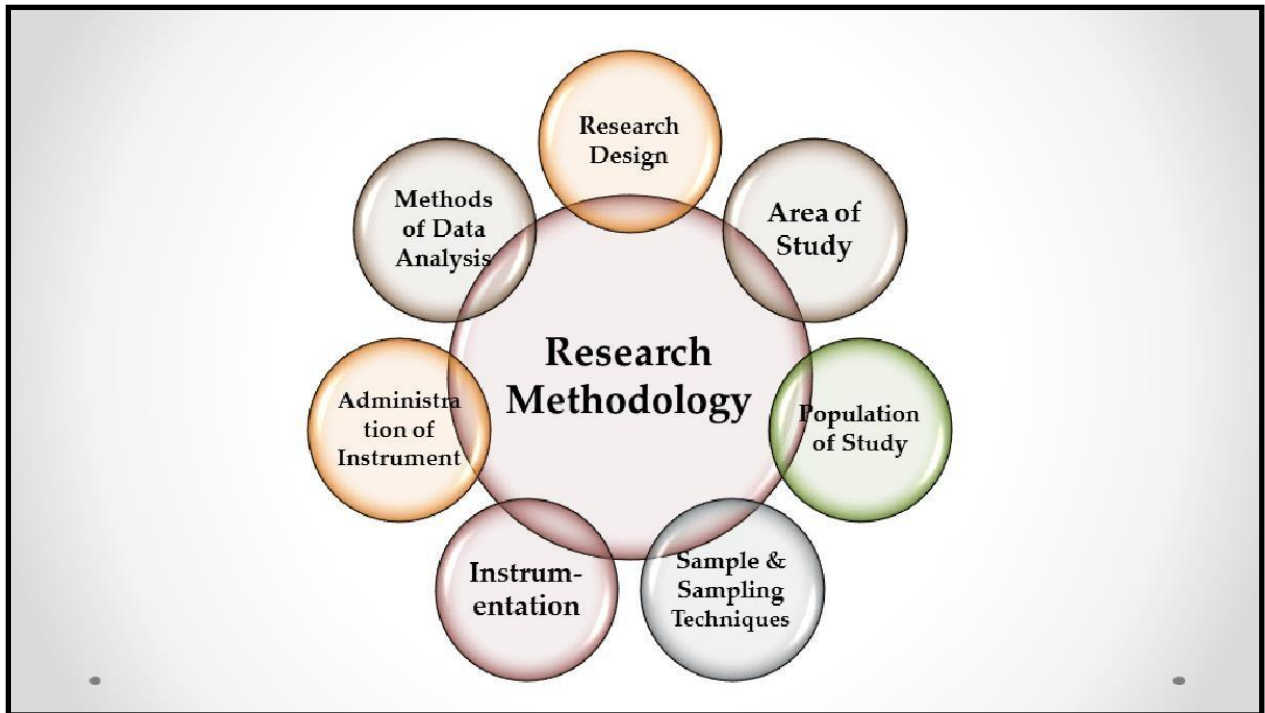 Research
Design
Area of
Study
Population
of Study
Sample &
Sampling
Techniques
Instrum-
entation
Administra
tion of
Instrument
Methods
of Data
Analysis
Research
Methodology